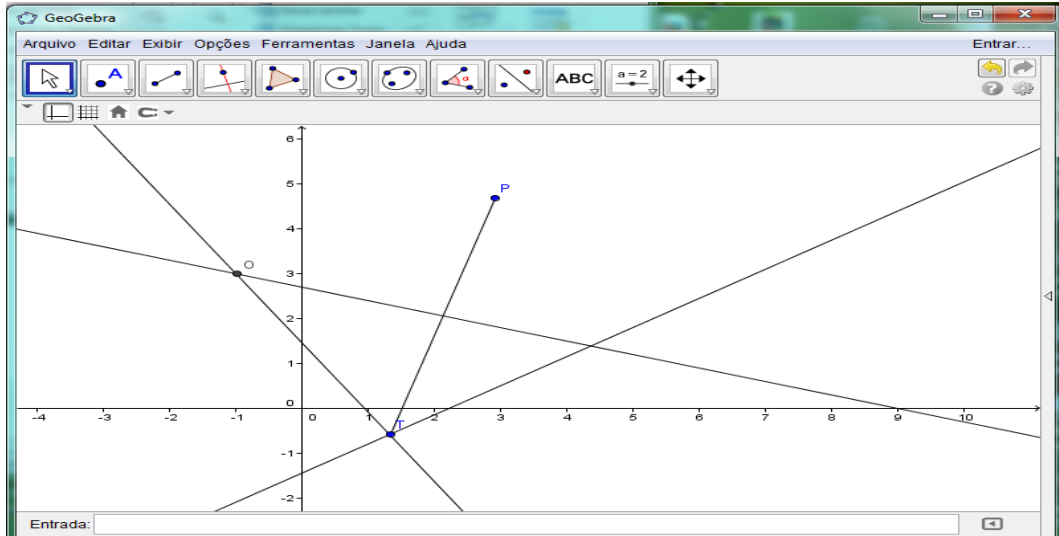 GeoGebra
Arquivo Editar Exibir Opções Ferramentas Janela Ajuda Entrar...
A α ABC a=2
6
5
P
4
O
3
2
1
0
-4 -3 -2 -1 0 1 2 3 4 5 6 7 8 9 10
T
-1
-2
Entrada: